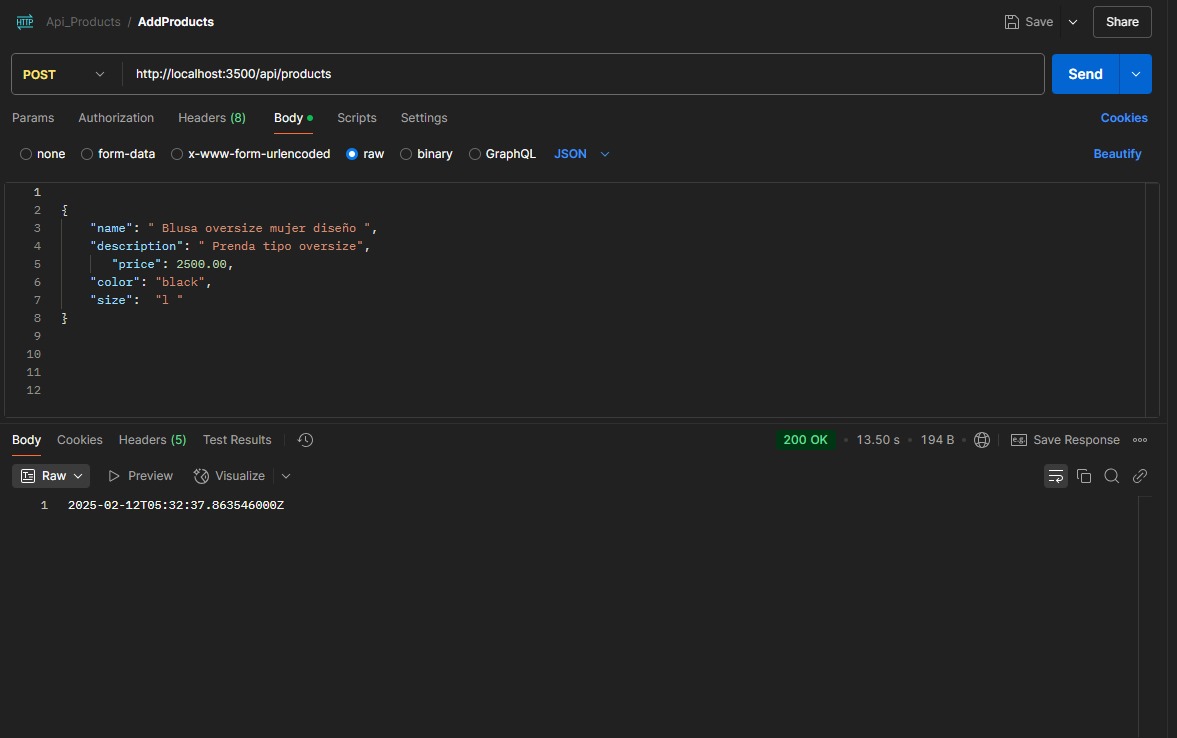 HTTP Api_Products / AddProducts Save Share
POST http://localhost:3500/api/products Send
Params Authorization Headers (8) Body Scripts Settings Cookies
none form-data x-www-form-urlencoded raw binary GraphQL JSON Beautify
1
2 {
3 "name": " Blusa oversize mujer diseño ",
4 "description": " Prenda tipo oversize",
5 "price": 2500.00,
6 "color": "black",
7 "size":  "l "
8 }
9
10
11
12
Body Cookies Headers (5) Test Results 200 OK 13.50 s 194 B e.g. Save Response
Raw Preview Visualize
1 2025-02-12T05:32:37.863546000Z